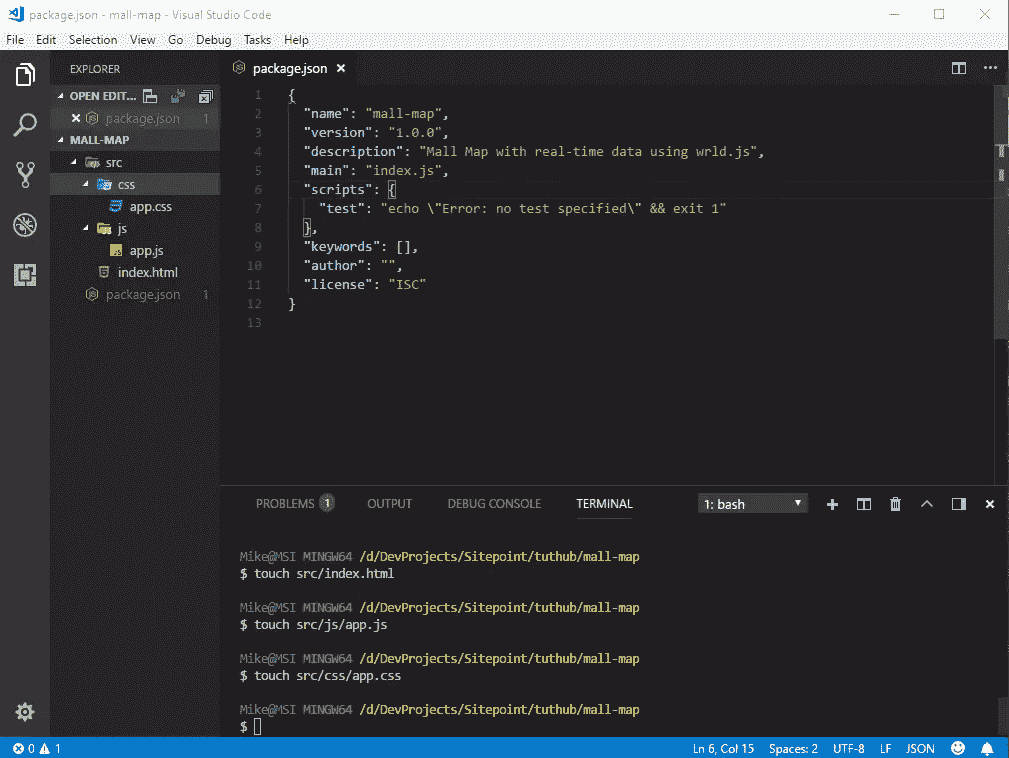 package.json - mall-map - Visual Studio Code
File Edit Selection View Go Debug Tasks Help
EXPLORER
OPEN EDIT...
package.json 1
MALL-MAP
src
css
app.css
js
app.js
index.html
package.json 1
package.json
1 {
2 "name": "mall-map",
3 "version": "1.0.0",
4 "description": "Mall Map with real-time data using wrld.js",
5 "main": "index.js",
6 "scripts": {
7 "test": "echo \"Error: no test specified\" && exit 1"
8 },
9 "keywords": [],
10 "author": "",
11 "license": "ISC"
12 }
13
PROBLEMS 1 OUTPUT DEBUG CONSOLE TERMINAL 1: bash
Mike@MSI MINGW64 /d/DevProjects/Sitepoint/tuthub/mall-map
$ touch src/index.html
Mike@MSI MINGW64 /d/DevProjects/Sitepoint/tuthub/mall-map
$ touch src/js/app.js
Mike@MSI MINGW64 /d/DevProjects/Sitepoint/tuthub/mall-map
$ touch src/css/app.css
Mike@MSI MINGW64 /d/DevProjects/Sitepoint/tuthub/mall-map
$
0 1 Ln 6, Col 15 Spaces: 2 UTF-8 LF JSON